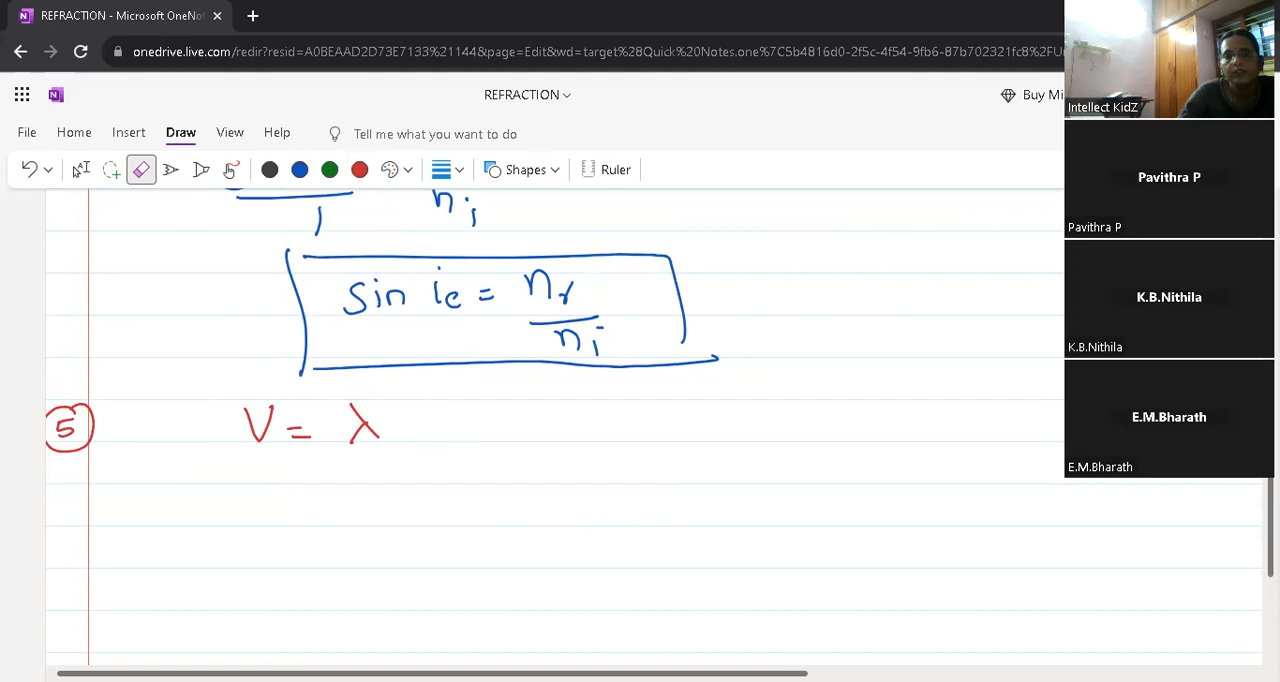 REFRACTION - Microsoft OneNot
onedrive.live.com/redir?resid=A0BEAAD2D73E7133%21144&page=Edit&wd=target%28Quick%20Notes.one%7C5b4816d0-2f5c-4f54-9fb6-87b702321fc8%2FU
REFRACTION
Buy Mi
File Home Insert Draw View Help Tell me what you want to do
Shapes Ruler
1 n i
sin ic = nr
ni
5 V = λ
Intellect KidZ
Pavithra P
Pavithra P
K.B.Nithila
K.B.Nithila
E.M.Bharath
E.M.Bharath